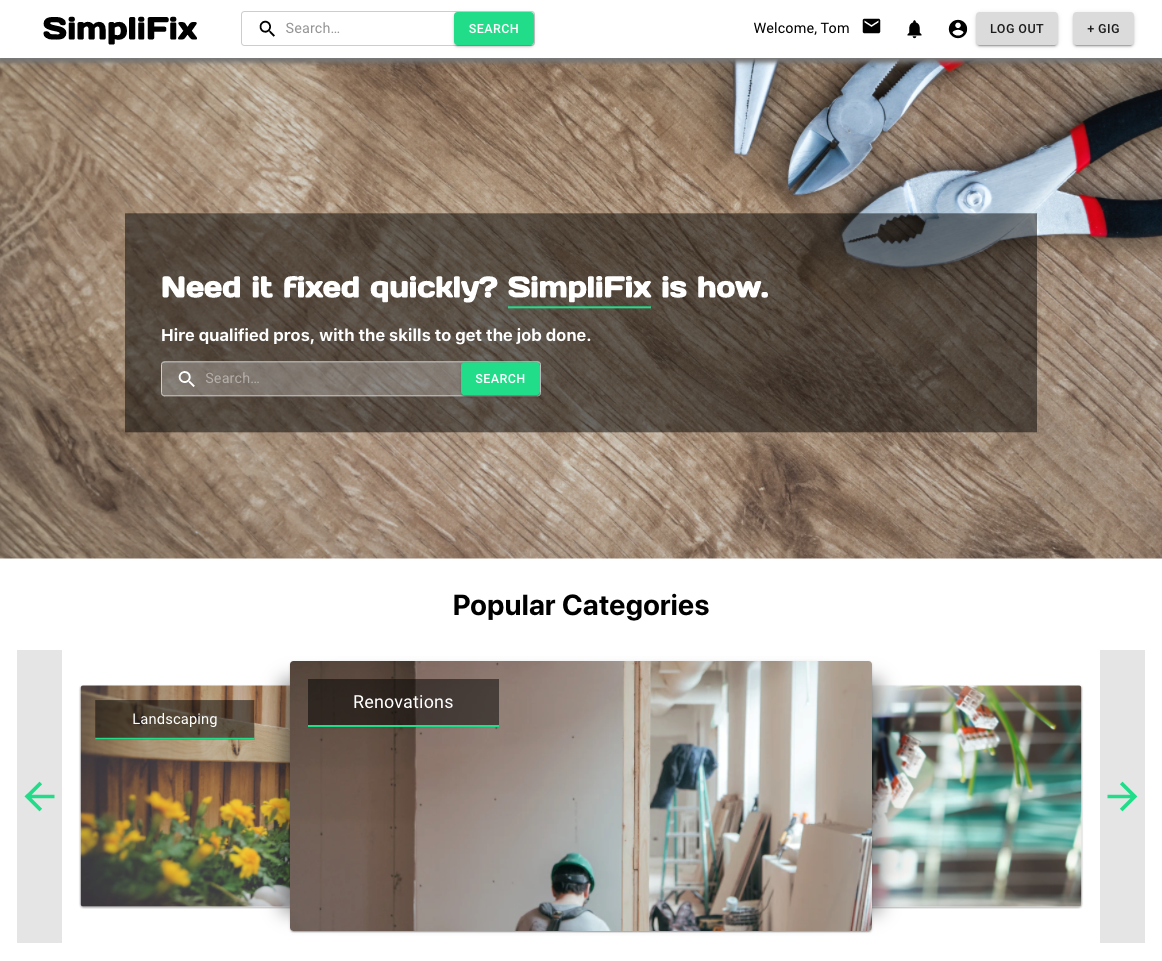 SimpliFix
Search…
SEARCH
Welcome, Tom
LOG OUT
+ GIG
Need it fixed quickly? SimpliFix is how.
Hire qualified pros, with the skills to get the job done.
Search…
SEARCH
Popular Categories
Landscaping
Renovations